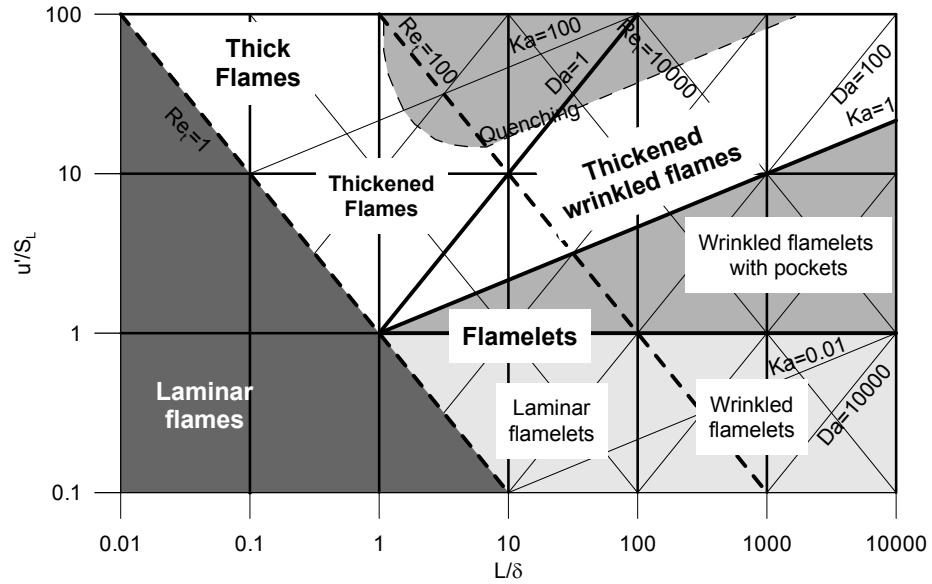 100
10
1
0.1
u'/S_L
Thick
Flames
Re_t=1
Re_t=100
Ka=100
Da=1
Re_t=10000
Da=100
Ka=1
Quenching
Thickened
Flames
Thickened
wrinkled flames
Wrinkled flamelets
with pockets
Flamelets
Ka=0.01
Laminar
flames
Laminar
flamelets
Wrinkled
flamelets
Da=10000
0.01
0.1
1
10
100
1000
10000
L/δ